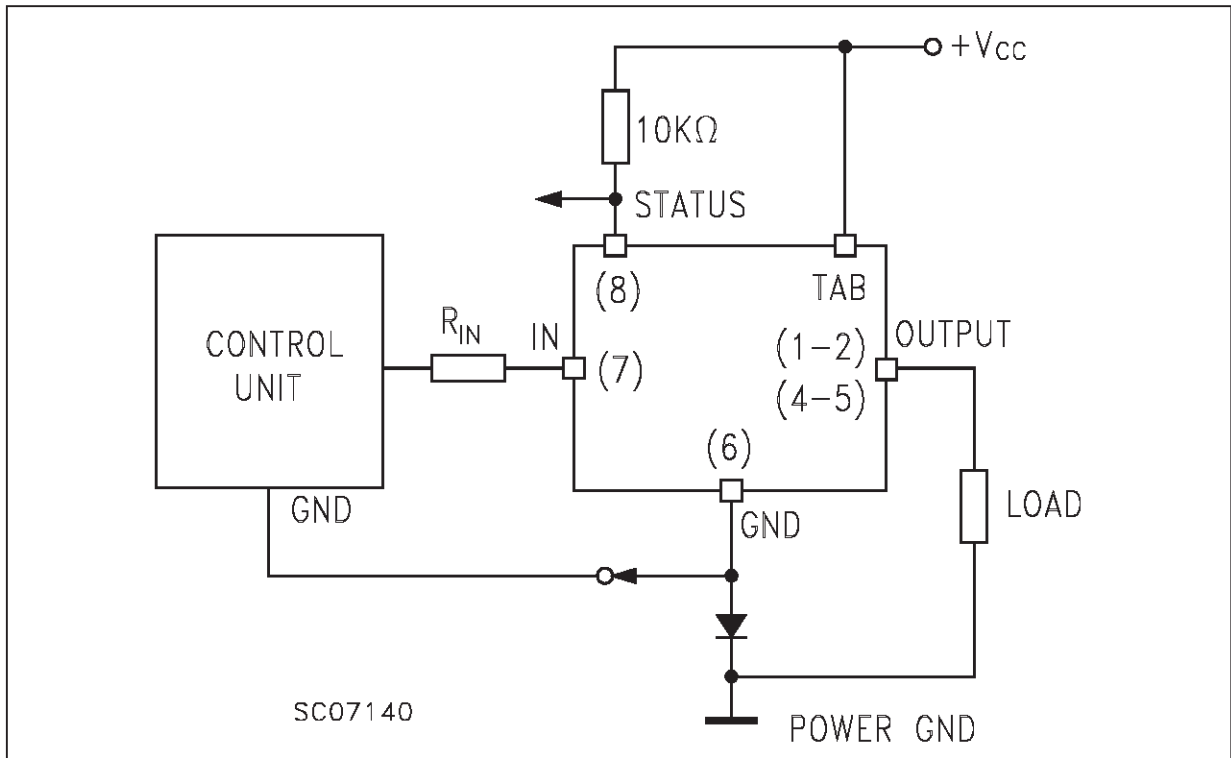 +VCC
10KΩ
STATUS
(8)
TAB
RIN
IN
(7)
(1-2)
OUTPUT
(4-5)
CONTROL
UNIT
(6)
GND
GND
LOAD
SC07140
POWER GND